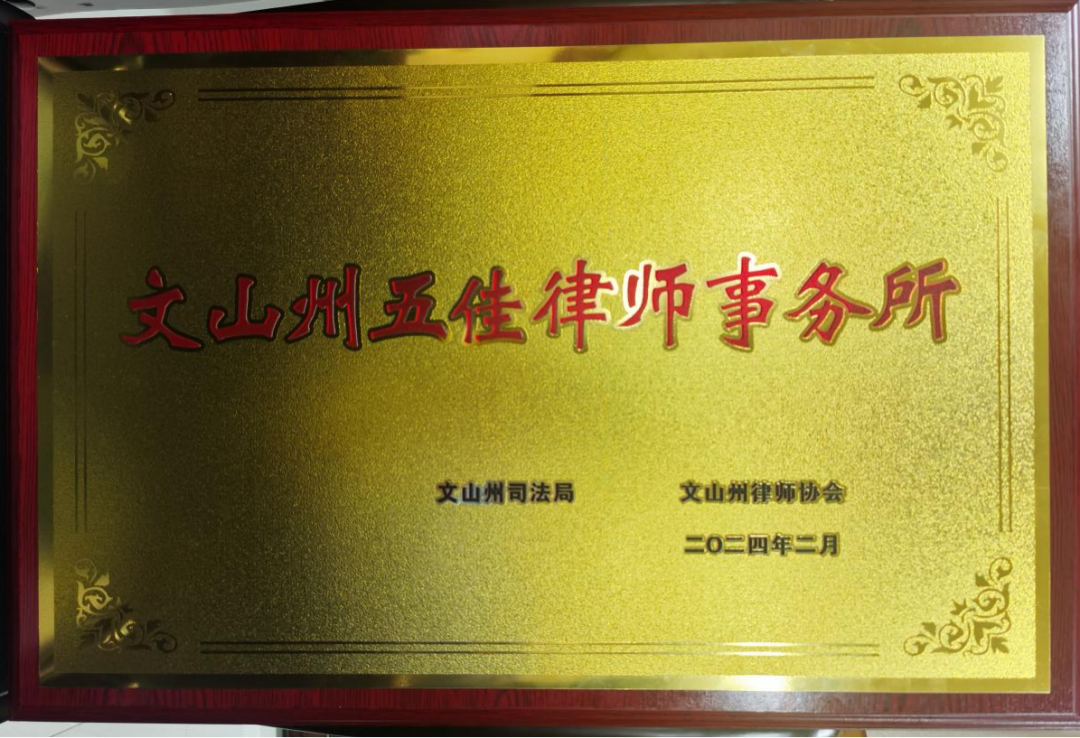 文山州五佳律师事务所
文山州司法局 文山州律师协会
二〇二四年二月